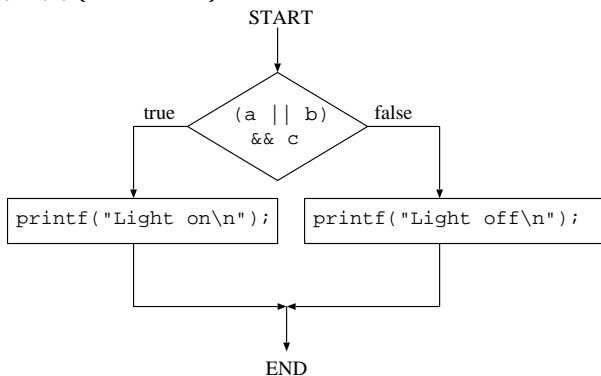 START
true
(a || b)
false
&& c
printf("Light on\n");
printf("Light off\n");
END